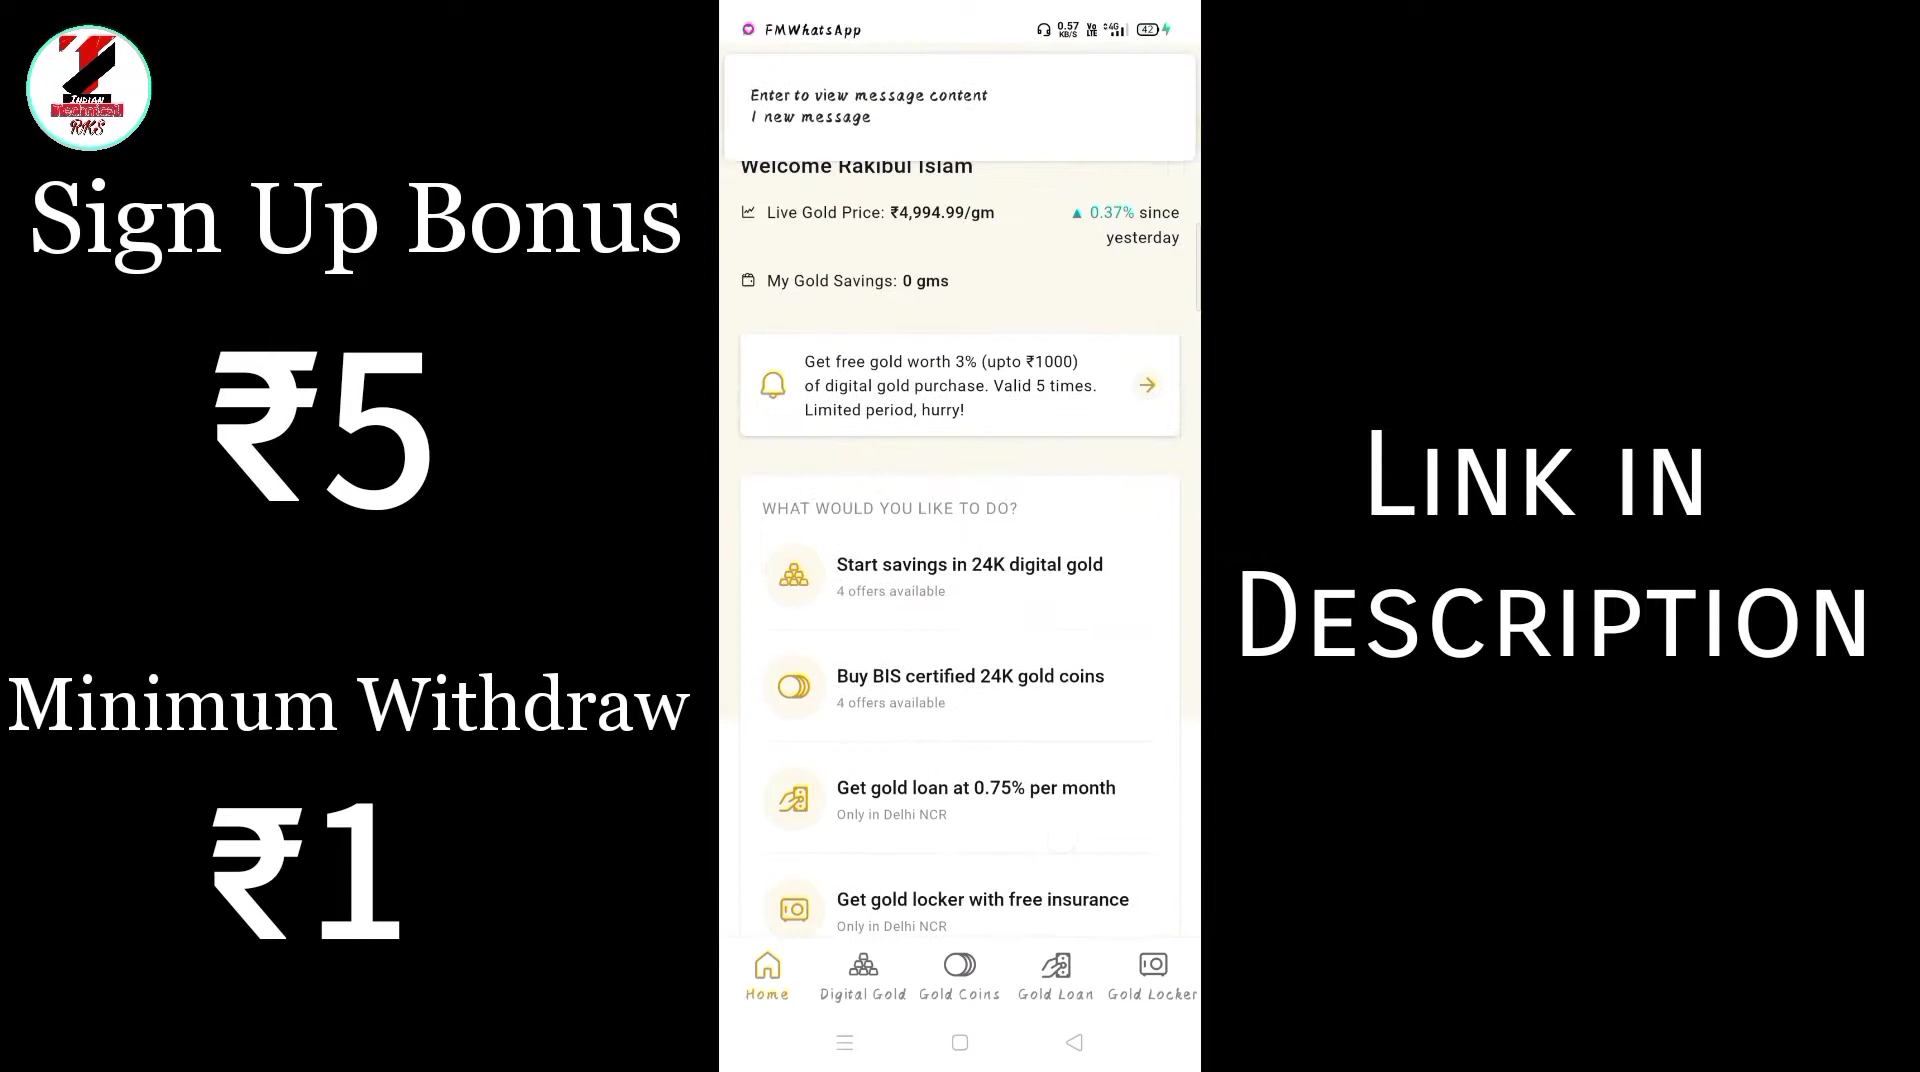 INDIAN
Technical
RKS
Sign Up Bonus
₹5
Minimum Withdraw
₹1
FMWhatsApp
0.57
KB/S
Vo
LTE
4G
42
Enter to view message content
1 new message
Welcome Rakibul Islam
Live Gold Price: ₹4,994.99/gm
▲ 0.37% since
yesterday
My Gold Savings: 0 gms
Get free gold worth 3% (upto ₹1000)
of digital gold purchase. Valid 5 times.
Limited period, hurry!
WHAT WOULD YOU LIKE TO DO?
Start savings in 24K digital gold
4 offers available
Buy BIS certified 24K gold coins
4 offers available
Get gold loan at 0.75% per month
Only in Delhi NCR
Get gold locker with free insurance
Only in Delhi NCR
Home
Digital Gold
Gold Coins
Gold Loan
Gold Locker
LINK IN
DESCRIPTION